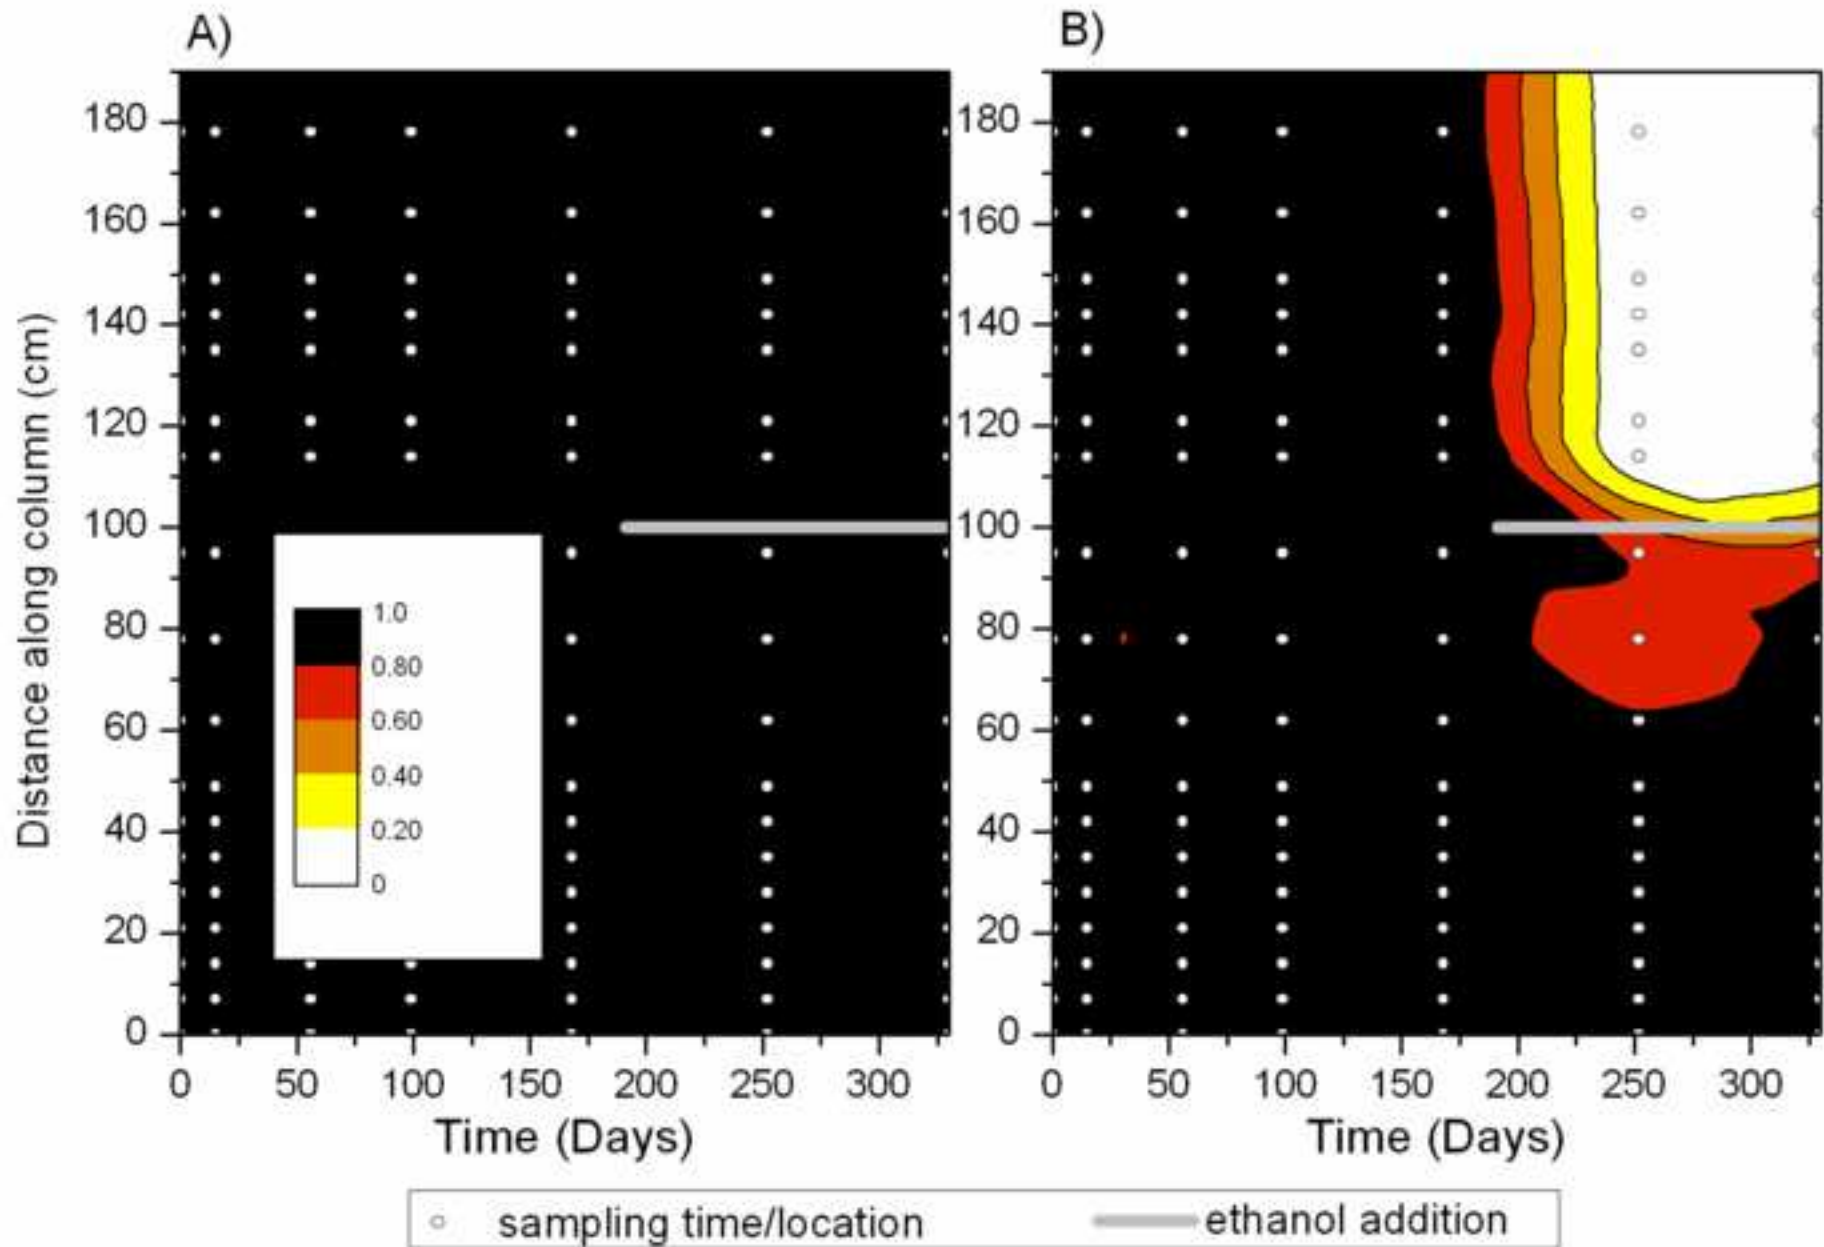 A)
B)
Distance along column (cm)
180
160
140
120
100
80
60
40
20
0
1.0
0.80
0.60
0.40
0.20
0
180
160
140
120
100
80
60
40
20
0
0 50 100 150 200 250 300
0 50 100 150 200 250 300
Time (Days)
Time (Days)
sampling time/location
ethanol addition